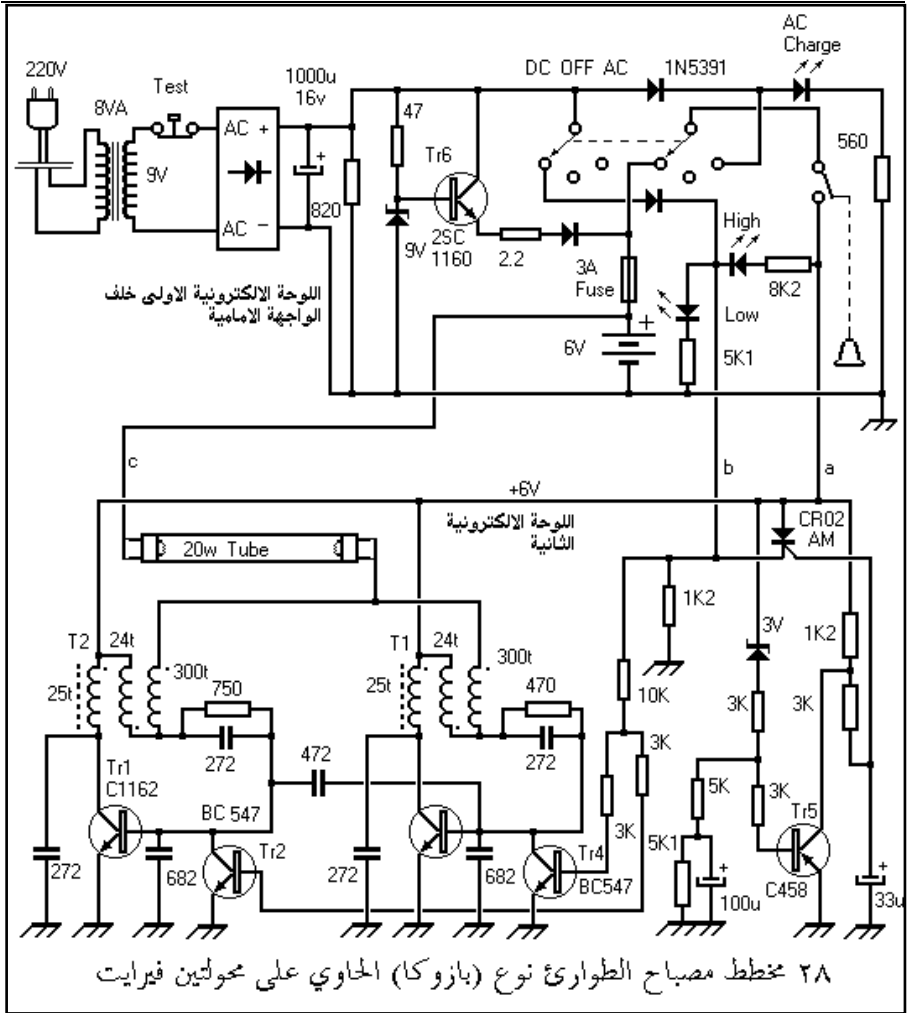 AC
Charge
220V
Test
1000u
16v
DC OFF AC
1N5391
8VA
47
AC +
Tr6
560
9V
820
AC −
2SC
1160
9V
2.2
3A
Fuse
High
8K2
Low
اللوحة الالكترونية الاولى خلف
الواجهة الامامية
6V
+
5K1
c
b
a
+6V
اللوحة الالكترونية
الثانية
CR02
AM
20w Tube
1K2
3V
1K2
T2
24t
300t
T1
24t
300t
25t
750
25t
470
10K
3K
3K
272
472
272
3K
5K
3K
Tr1
C1162
BC 547
Tr5
3K
5K1
272
682
Tr2
272
682
Tr4
BC547
+
100u
C458
+
33u
٢٨ مخطط مصباح الطوارئ نوع (بازوكا) الحاوي على محولتين فيرايت